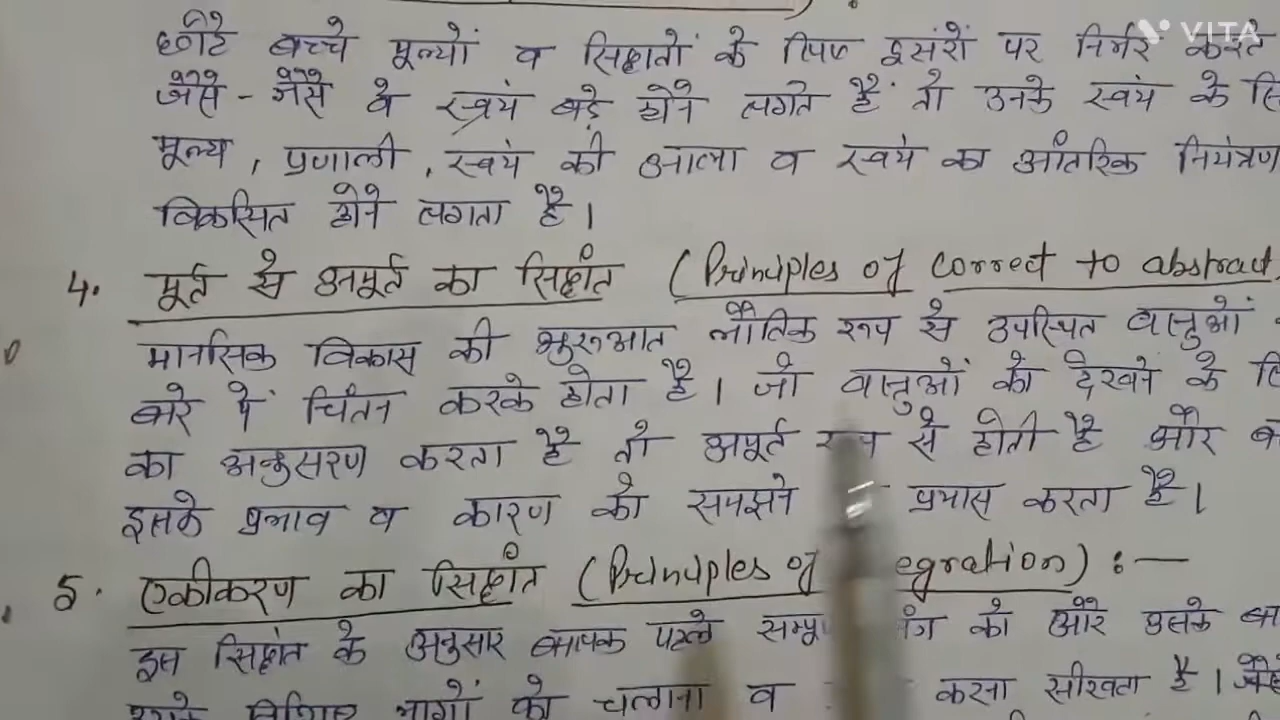 VITA
छोटे बच्चे मूल्यों व सिद्धातों के लिए दूसरों पर निर्भर करते
जैसे - जैसे वे स्वयं बड़े होने लगते हैं तो उनके स्वयं के
मूल्य , प्रणाली , स्वयं की आत्मा व स्वयं का आंतरिक नियंत्रण
विकसित होने लगता है।
4. मूर्त से अमूर्त का सिद्धांत (Principles of correct to abstract
मानसिक विकास की शुरूआत भौतिक रूप से उपस्थित वस्तुओं
बारे में चिंतन करके होता है। जो वस्तुओं को देखने के
का अनुसरण करता है तो अमूर्त रूप से होती है और
इसके प्रभाव व कारण को समझने प्रयास करता है।
5. एकीकरण का सिद्धांत (Principles of egration) : —
इस सिद्धांत के अनुसार बालक पहले को और उसके
को चलाना व करना सीखता है।